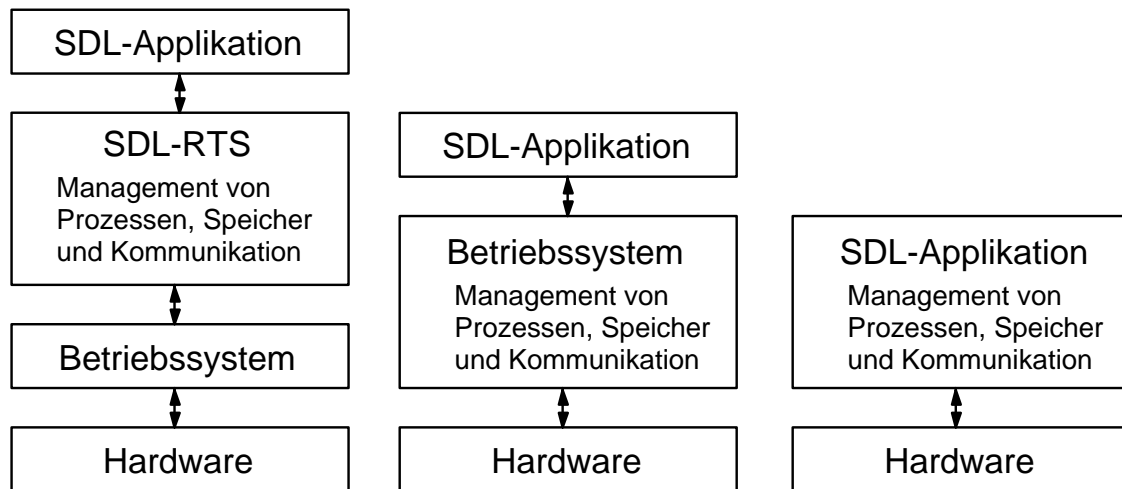 SDL-Applikation
SDL-RTS
Management von
Prozessen, Speicher
und Kommunikation
Betriebssystem
Hardware
SDL-Applikation
Betriebssystem
Management von
Prozessen, Speicher
und Kommunikation
Hardware
SDL-Applikation
Management von
Prozessen, Speicher
und Kommunikation
Hardware